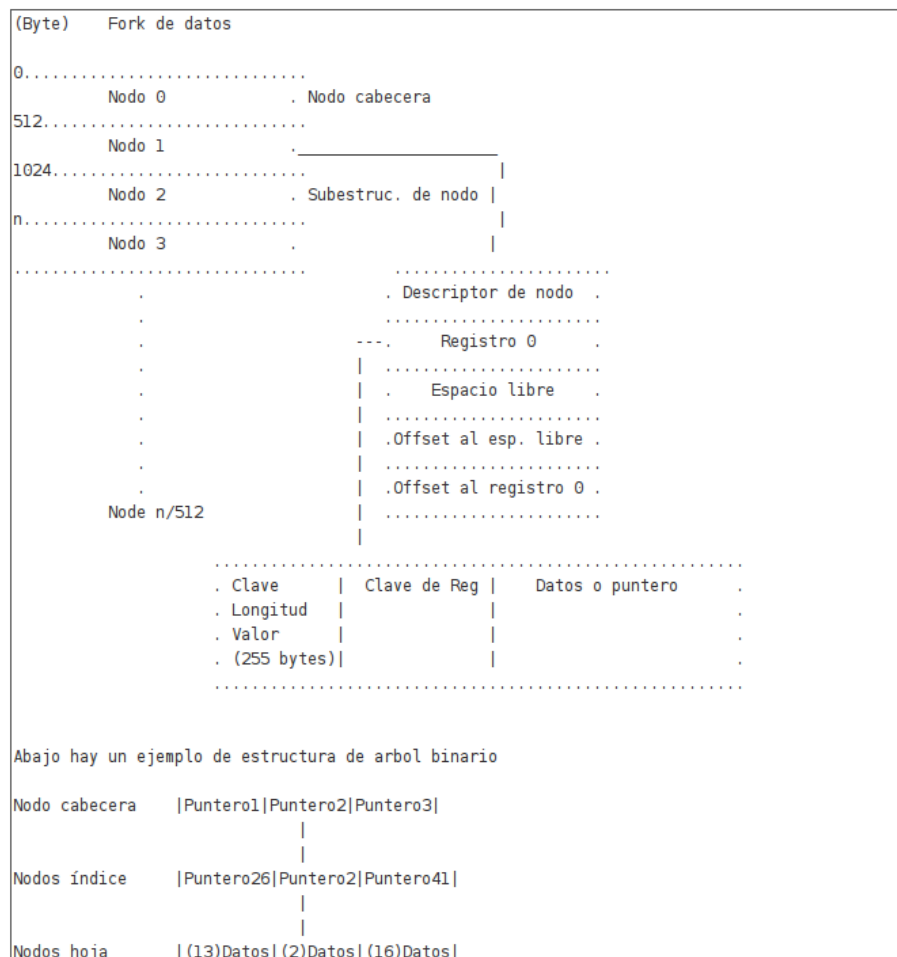 (Byte)    Fork de datos
0..............................
          Nodo 0             . Nodo cabecera
512............................
          Nodo 1             ._____________________
1024...........................                    |
          Nodo 2             . Subestruc. de nodo |
n..............................                    |
          Nodo 3             .                    |
...............................         .......................
             .                         . Descriptor de nodo  .
             .                         .......................
             .                      ---.     Registro 0      .
             .                      |  .......................
             .                      |  .    Espacio libre    .
             .                      |  .......................
             .                      |  .Offset al esp. libre .
             .                      |  .......................
             .                      |  .Offset al registro 0 .
          Node n/512                |  .......................
                                    |
                     ........................................................
                     . Clave      |  Clave de Reg |    Datos o puntero      .
                     . Longitud   |               |                         .
                     . Valor      |               |                         .
                     . (255 bytes)|               |                         .
                     ........................................................
Abajo hay un ejemplo de estructura de arbol binario
Nodo cabecera    |Puntero1|Puntero2|Puntero3|
                              |
                              |
Nodos índice     |Puntero26|Puntero2|Puntero41|
                              |
                              |
Nodos hoja       |(13)Datos|(2)Datos|(16)Datos|